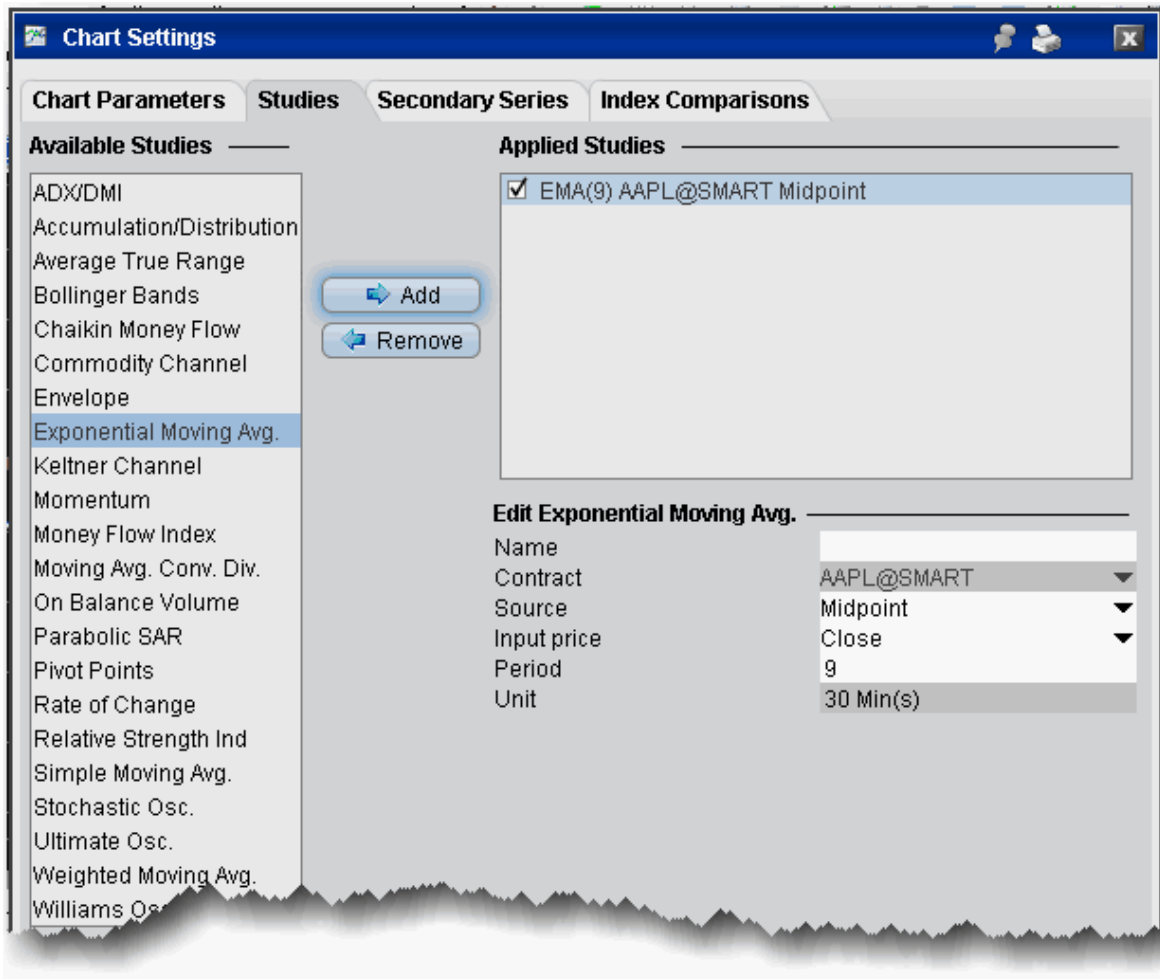 Chart Settings
Chart Parameters Studies Secondary Series Index Comparisons
Available Studies
ADX/DMI
Accumulation/Distribution
Average True Range
Bollinger Bands
Chaikin Money Flow
Commodity Channel
Envelope
Exponential Moving Avg.
Keltner Channel
Momentum
Money Flow Index
Moving Avg. Conv. Div.
On Balance Volume
Parabolic SAR
Pivot Points
Rate of Change
Relative Strength Ind
Simple Moving Avg.
Stochastic Osc.
Ultimate Osc.
Weighted Moving Avg.
Williams
Add
Remove
Applied Studies
EMA(9) AAPL@SMART Midpoint
Edit Exponential Moving Avg.
Name
Contract AAPL@SMART
Source Midpoint
Input price Close
Period 9
Unit 30 Min(s)